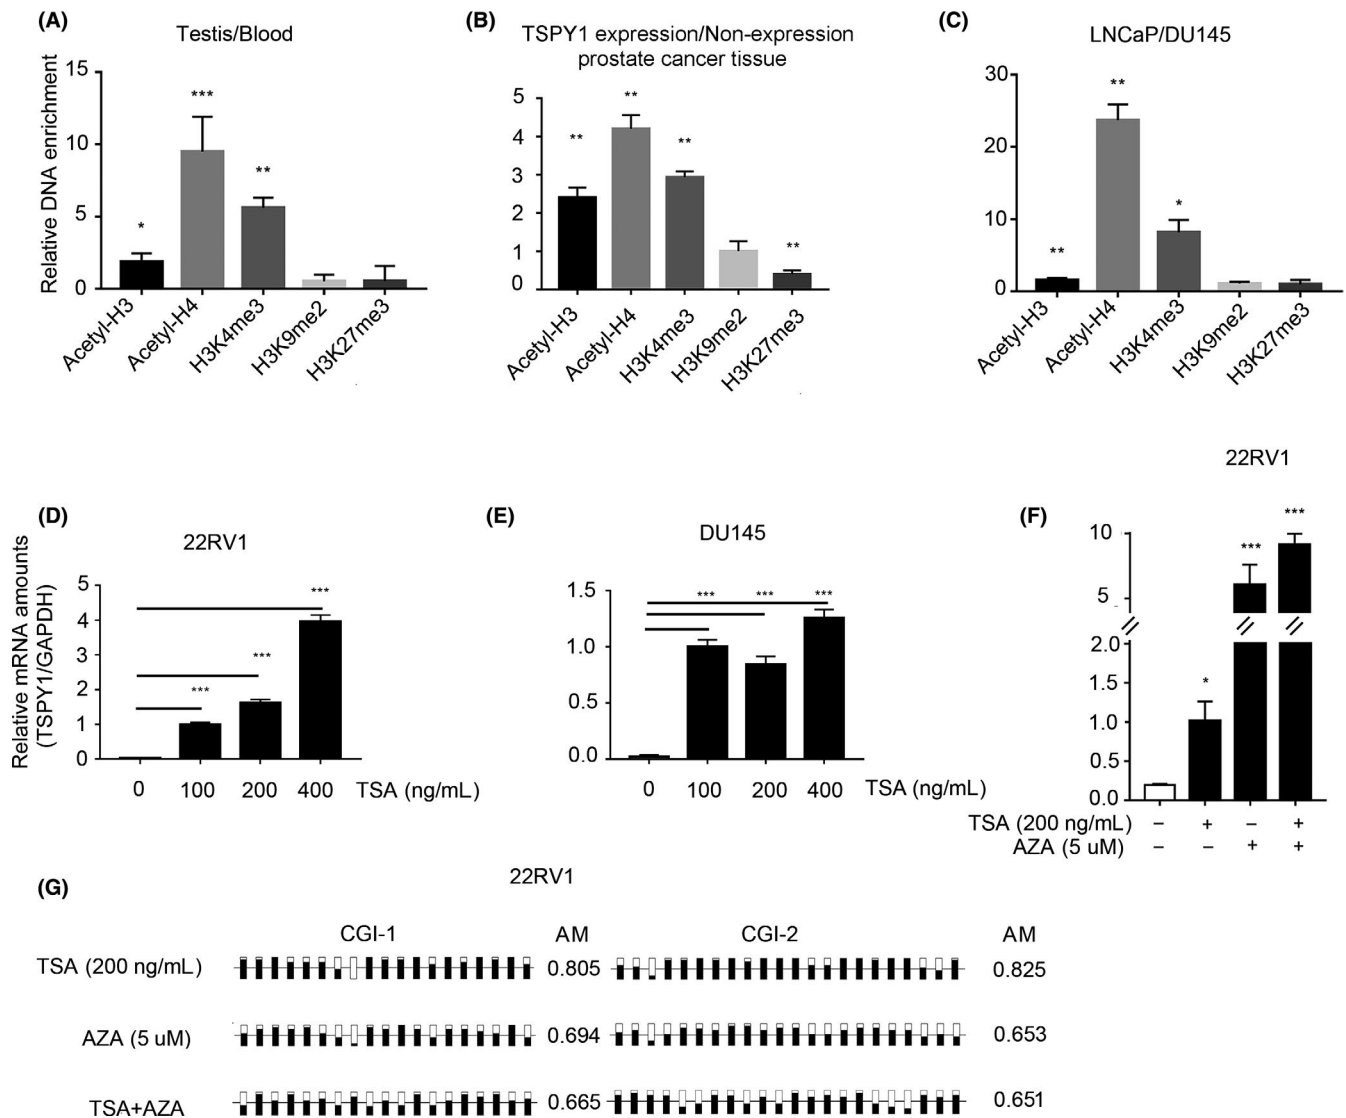 (A)
Testis/Blood
Relative DNA enrichment
15
10
5
0
*
***
**
Acetyl-H3
Acetyl-H4
H3K4me3
H3K9me2
H3K27me3
(B)
TSPY1 expression/Non-expression
prostate cancer tissue
5
4
3
2
1
0
**
**
**
**
Acetyl-H3
Acetyl-H4
H3K4me3
H3K9me2
H3K27me3
(C)
LNCaP/DU145
30
20
10
0
**
**
*
Acetyl-H3
Acetyl-H4
H3K4me3
H3K9me2
H3K27me3
(D)
22RV1
Relative mRNA amounts
(TSPY1/GAPDH)
5
4
3
2
1
0
***
***
***
0 100 200 400 TSA (ng/mL)
(E)
DU145
1.5
1.0
0.5
0.0
*** *** ***
0 100 200 400 TSA (ng/mL)
22RV1
(F)
10
5
2.0
1.5
1.0
0.5
0.0
*
***
***
TSA (200 ng/mL) – + – +
AZA (5 uM) – – + +
22RV1
(G)
CGI-1 AM CGI-2 AM
TSA (200 ng/mL) 0.805 0.825
AZA (5 uM) 0.694 0.653
TSA+AZA 0.665 0.651